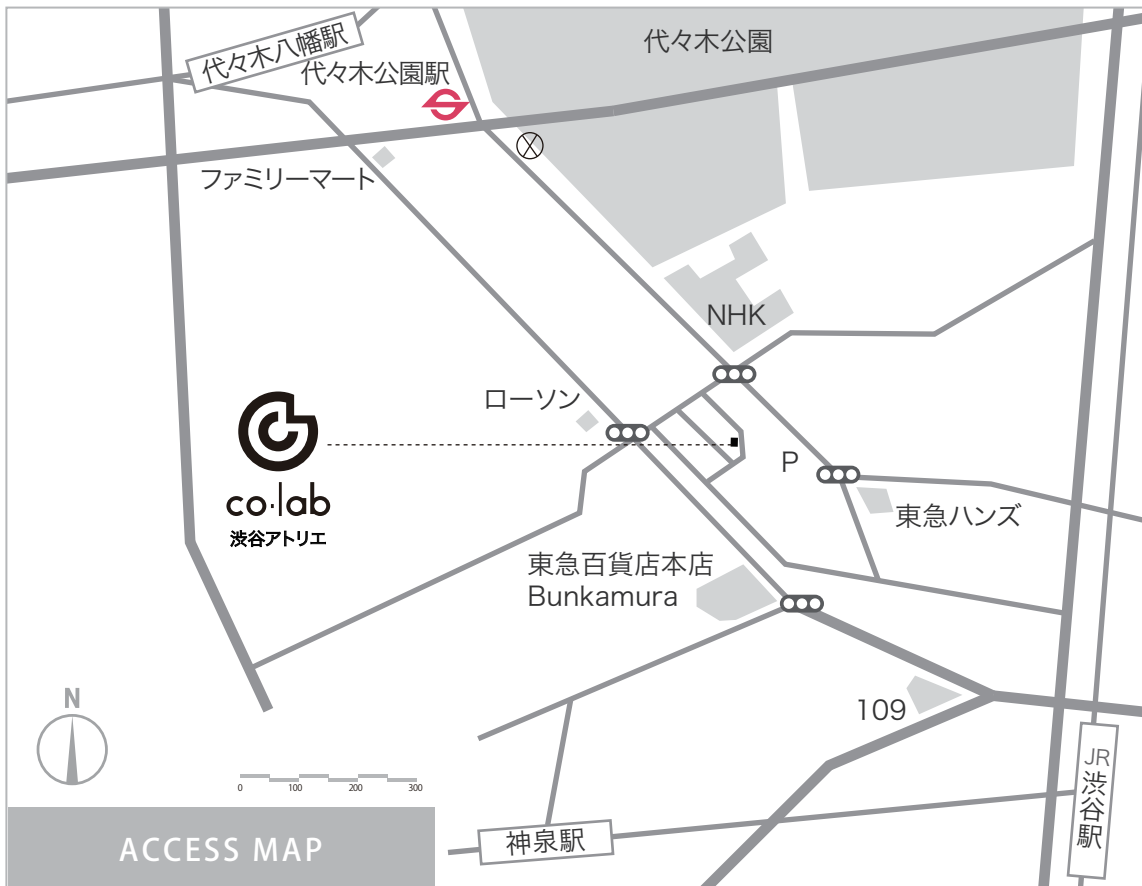 代々木公園
代々木八幡駅
代々木公園駅
ファミリーマート
NHK
ローソン
co・lab
渋谷アトリエ
P
東急ハンズ
東急百貨店本店
Bunkamura
109
N
0 100 200 300
JR
渋谷駅
神泉駅
ACCESS MAP